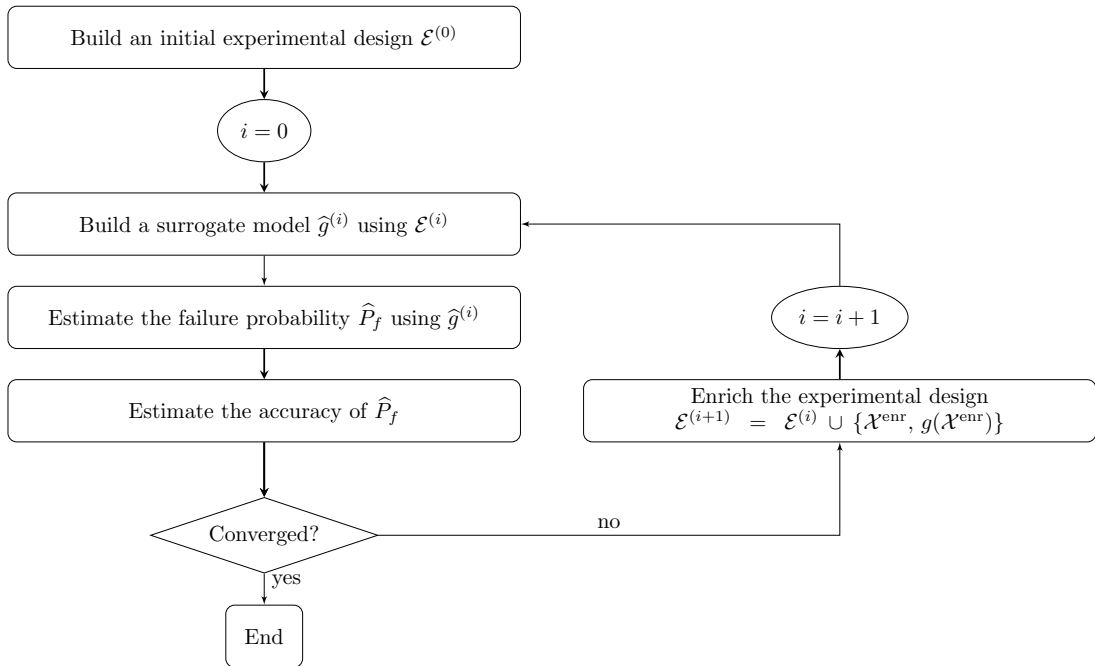 Build an initial experimental design $\mathcal{E}^{(0)}$
$i = 0$
Build a surrogate model $\widehat{g}^{(i)}$ using $\mathcal{E}^{(i)}$
Estimate the failure probability $\widehat{P}_f$ using $\widehat{g}^{(i)}$
$i = i + 1$
Estimate the accuracy of $\widehat{P}_f$
Enrich the experimental design
$\mathcal{E}^{(i+1)} = \mathcal{E}^{(i)} \cup \{\mathcal{X}^{\text{enr}}, g(\mathcal{X}^{\text{enr}})\}$
Converged?
no
yes
End